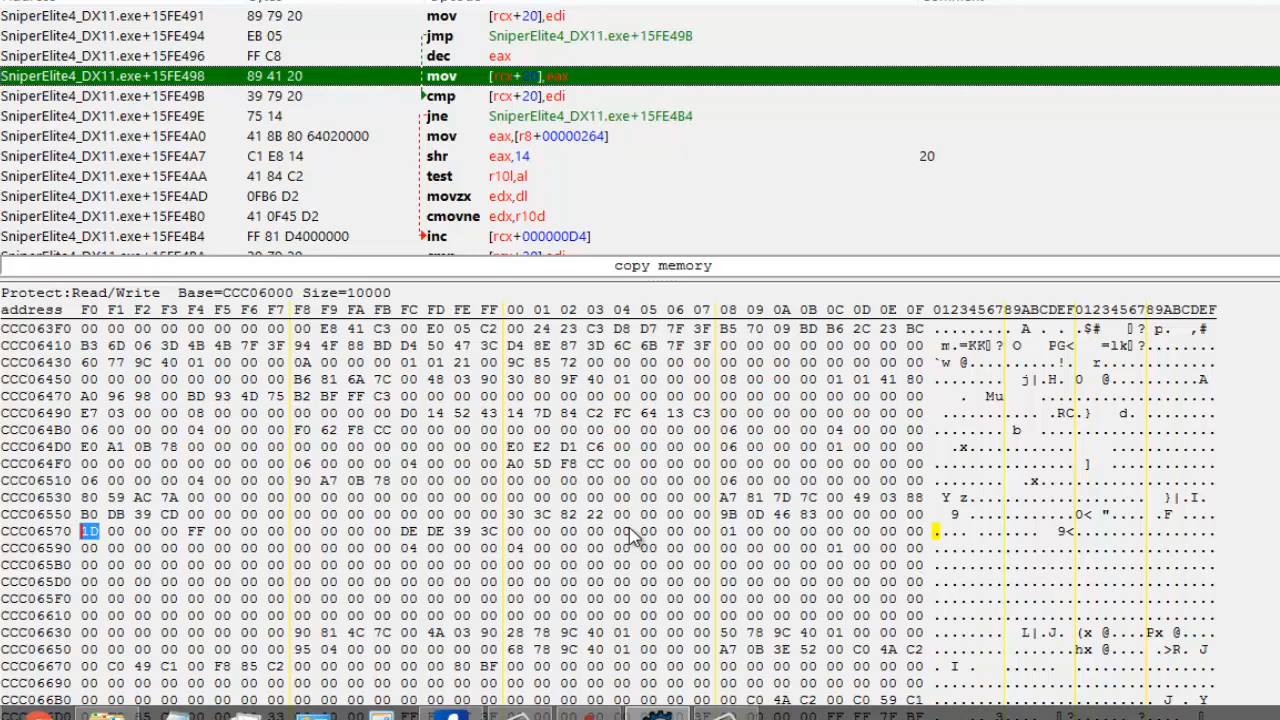 SniperElite4_DX11.exe+15FE491 89 79 20 mov [rcx+20],edi
SniperElite4_DX11.exe+15FE494 EB 05 jmp SniperElite4_DX11.exe+15FE49B
SniperElite4_DX11.exe+15FE496 FF C8 dec eax
SniperElite4_DX11.exe+15FE498 89 41 20 mov [rcx+20],eax
SniperElite4_DX11.exe+15FE49B 39 79 20 cmp [rcx+20],edi
SniperElite4_DX11.exe+15FE49E 75 14 jne SniperElite4_DX11.exe+15FE4B4
SniperElite4_DX11.exe+15FE4A0 41 8B 80 64020000 mov eax,[r8+00000264]
SniperElite4_DX11.exe+15FE4A7 C1 E8 14 shr eax,14 20
SniperElite4_DX11.exe+15FE4AA 41 84 C2 test r10l,al
SniperElite4_DX11.exe+15FE4AD 0FB6 D2 movzx edx,dl
SniperElite4_DX11.exe+15FE4B0 41 0F45 D2 cmovne edx,r10d
SniperElite4_DX11.exe+15FE4B4 FF 81 D4000000 inc [rcx+000000D4]
copy memory
Protect:Read/Write Base=CCC06000 Size=10000
address F0 F1 F2 F3 F4 F5 F6 F7 F8 F9 FA FB FC FD FE FF 00 01 02 03 04 05 06 07 08 09 0A 0B 0C 0D 0E 0F 0123456789ABCDEF0123456789ABCDEF
CCC063F0 00 00 00 00 00 00 00 00 00 E8 41 C3 00 E0 05 C2 00 24 23 C3 D8 D7 7F 3F B5 70 09 BD B6 2C 23 BC
CCC06410 B3 6D 06 3D 4B 4B 7F 3F 94 4F 88 BD D4 50 47 3C D4 8E 87 3D 6C 6B 7F 3F 00 00 00 00 00 00 00 00
CCC06430 60 77 9C 40 01 00 00 00 0A 00 00 00 01 01 21 00 9C 85 72 00 00 00 00 00 00 00 00 00 00 00 00 00
CCC06450 00 00 00 00 00 00 00 00 B6 81 6A 7C 00 48 03 90 30 80 9F 40 01 00 00 00 08 00 00 00 01 01 41 80
CCC06470 A0 96 98 00 BD 93 4D 75 B2 BF FF C3 00 00 00 00 00 00 00 00 00 00 00 00 00 00 00 00 00 00 00 00
CCC06490 E7 03 00 00 08 00 00 00 00 00 00 00 D0 14 52 43 14 7D 84 C2 FC 64 13 C3 00 00 00 00 00 00 00 00
CCC064B0 06 00 00 00 04 00 00 00 F0 62 F8 CC 00 00 00 00 00 00 00 00 00 00 00 00 06 00 00 00 04 00 00 00
CCC064D0 E0 A1 0B 78 00 00 00 00 00 00 00 00 00 00 00 00 E0 E2 D1 C6 00 00 00 00 06 00 00 00 01 00 00 00
CCC064F0 00 00 00 00 00 00 00 00 06 00 00 00 04 00 00 00 A0 5D F8 CC 00 00 00 00 00 00 00 00 00 00 00 00
CCC06510 06 00 00 00 04 00 00 00 90 A7 0B 78 00 00 00 00 00 00 00 00 00 00 00 00 00 00 00 00 00 00 00 00
CCC06530 80 59 AC 7A 00 00 00 00 00 00 00 00 00 00 00 00 00 00 00 00 00 00 00 00 A7 81 7D 7C 00 49 03 88
CCC06550 B0 DB 39 CD 00 00 00 00 00 00 00 00 00 00 00 00 30 3C 82 22 00 00 00 00 9B 0D 46 83 00 00 00 00
CCC06570 1D 00 00 00 FF 00 00 00 00 00 00 00 DE DE 39 3C 00 00 00 00 00 00 00 00 01 00 00 00 00 00 00 00
CCC06590 00 00 00 00 00 00 00 00 00 00 00 00 04 00 00 00 04 00 00 00 00 00 00 00 00 00 00 00 01 00 00 00
CCC065B0 00 00 00 00 00 00 00 00 00 00 00 00 00 00 00 00 00 00 00 00 00 00 00 00 00 00 00 00 00 00 00 00
CCC065D0 00 00 00 00 00 00 00 00 00 00 00 00 00 00 00 00 00 00 00 00 00 00 00 00 00 00 00 00 00 00 00 00
CCC065F0 00 00 00 00 00 00 00 00 00 00 00 00 00 00 00 00 00 00 00 00 00 00 00 00 00 00 00 00 00 00 00 00
CCC06610 00 00 00 00 00 00 00 00 00 00 00 00 00 00 00 00 00 00 00 00 00 00 00 00 00 00 00 00 00 00 00 00
CCC06630 00 00 00 00 00 00 00 00 90 81 4C 7C 00 4A 03 90 28 78 9C 40 01 00 00 00 50 78 9C 40 01 00 00 00
CCC06650 00 00 00 00 00 00 00 00 95 04 00 00 00 00 00 00 68 78 9C 40 01 00 00 00 A7 0B 3E 52 00 C0 4A C2
CCC06670 00 C0 49 C1 00 F8 85 C2 00 00 00 00 00 00 80 BF 00 00 00 00 00 00 00 00 00 00 00 00 00 00 00 00
CCC06690 00 00 00 00 00 00 00 00 00 00 00 00 00 00 00 00 00 00 00 00 00 00 00 00 00 00 00 00 00 00 00 00
CCC066B0 00 00 00 00 00 00 00 00 00 00 00 00 00 00 00 00 00 00 00 00 00 00 00 00 00 C0 4A C2 00 C0 59 C1